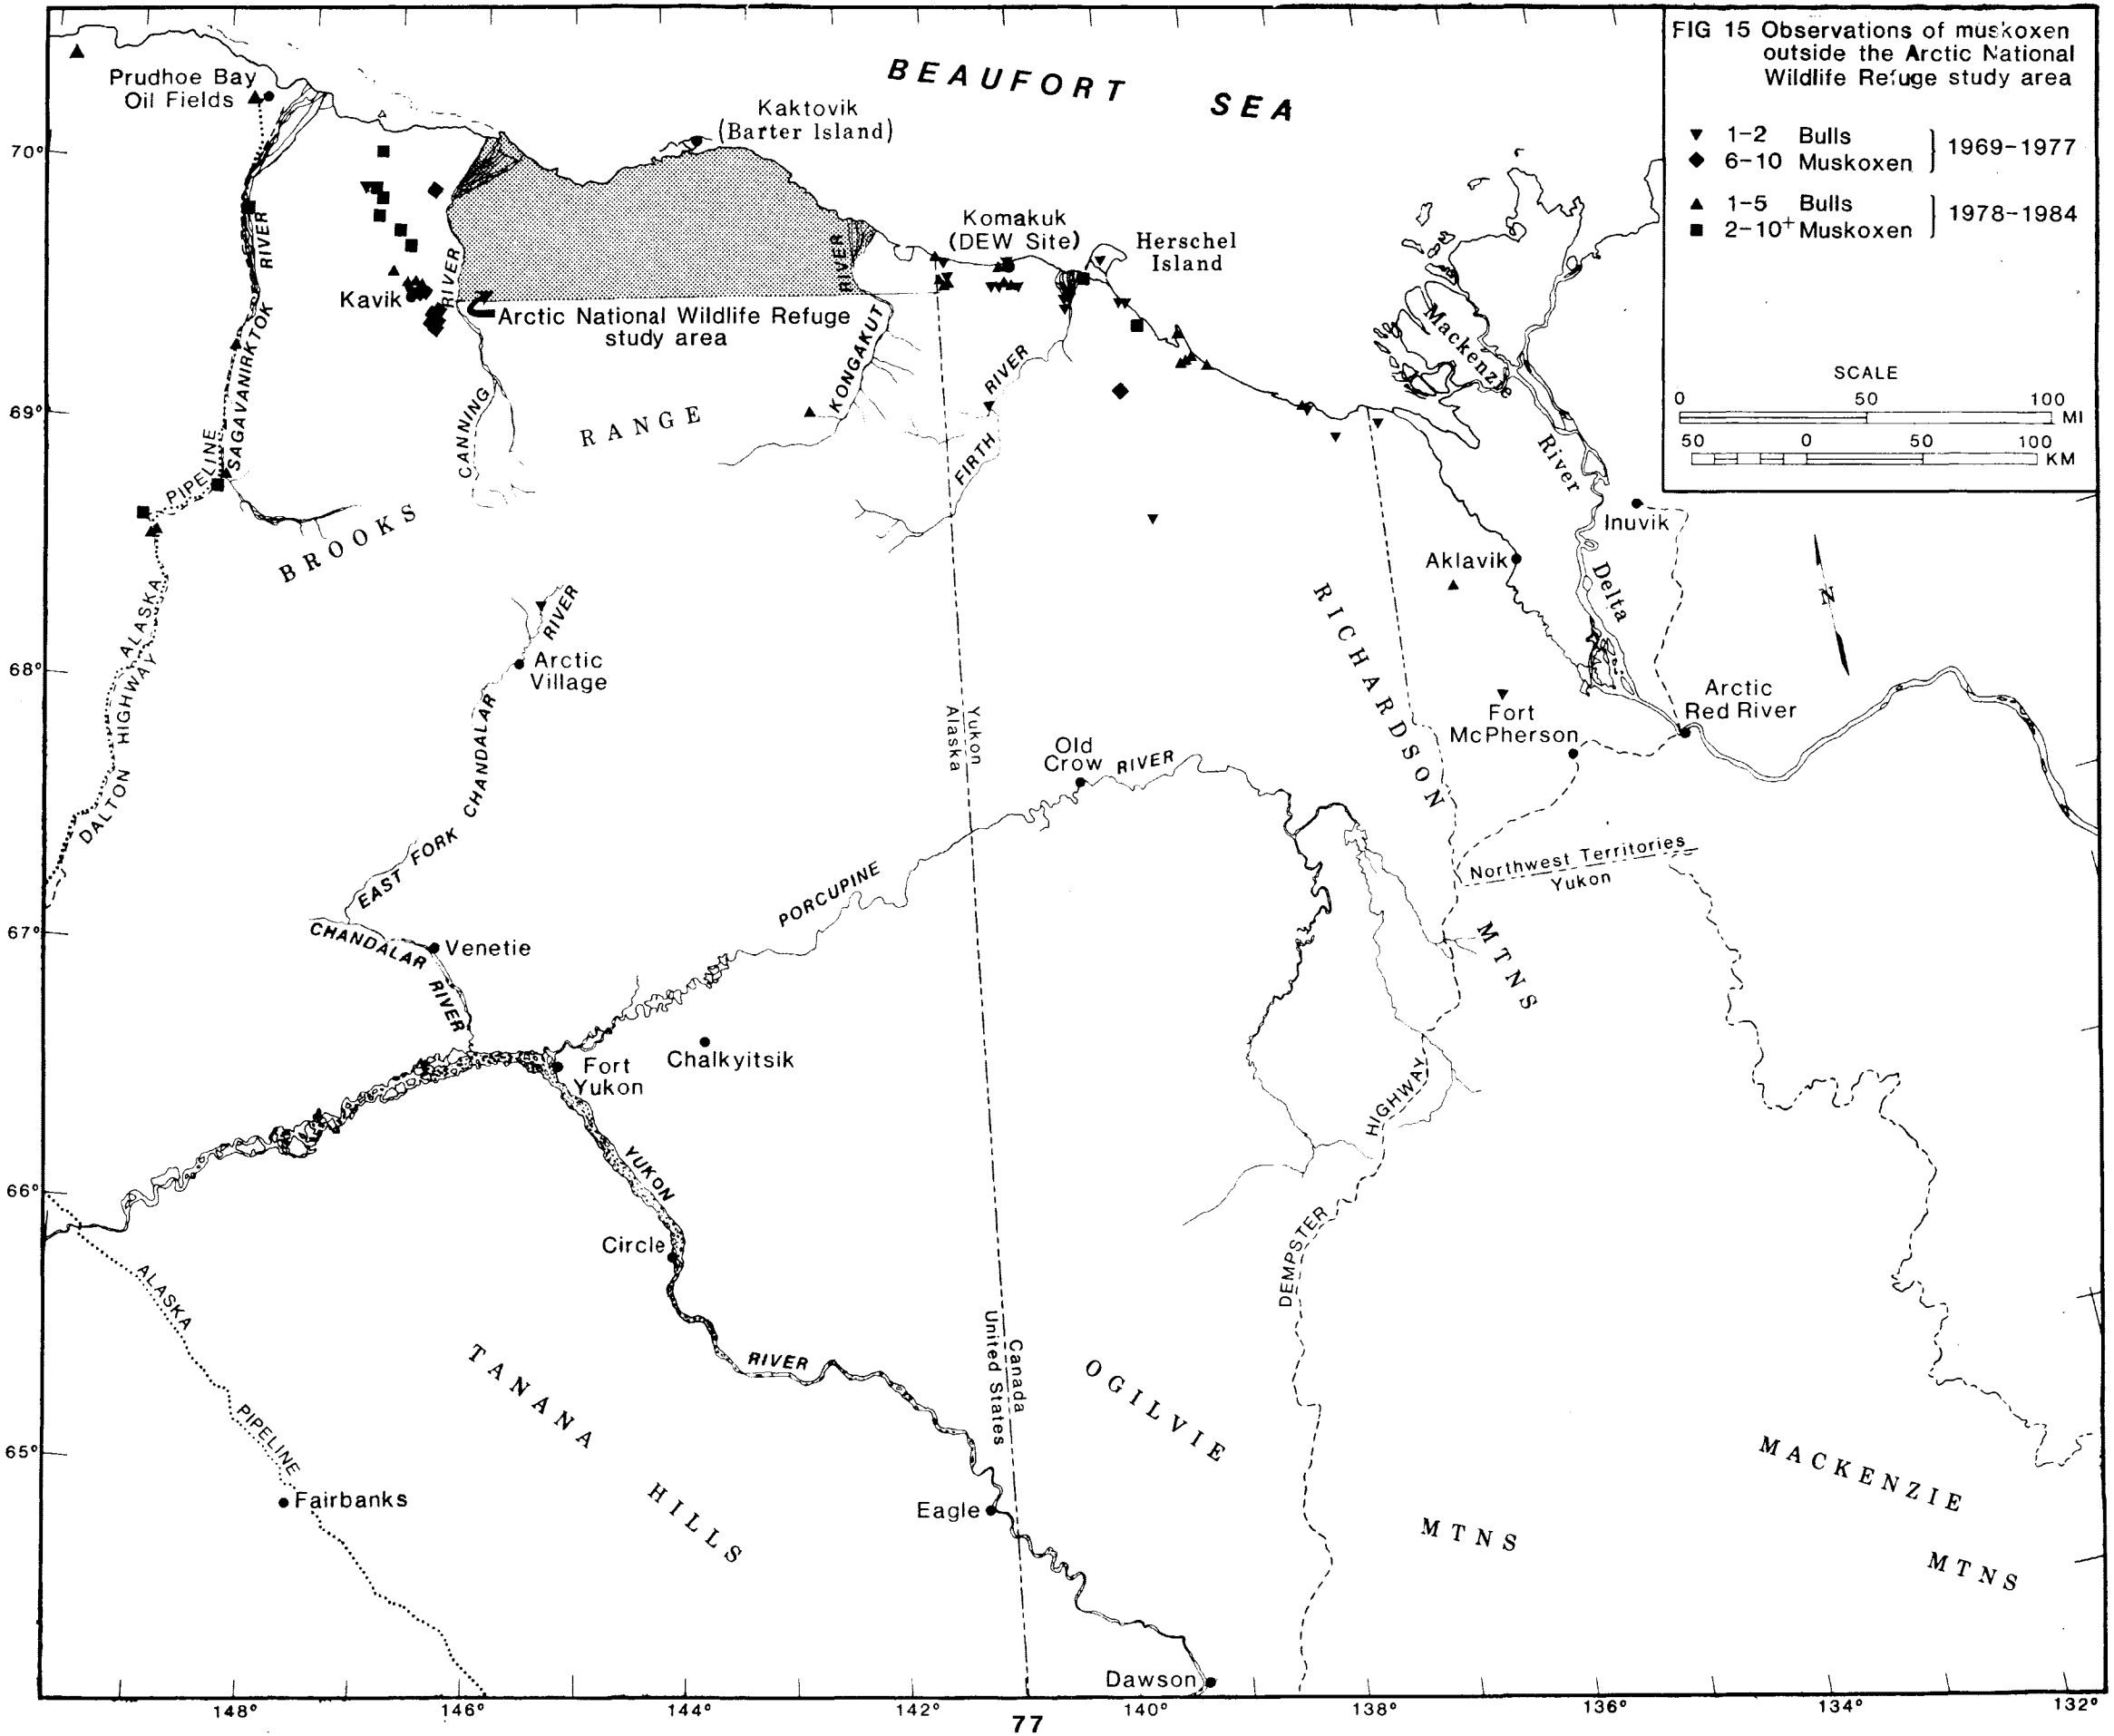 FIG 15 Observations of muskoxen
outside the Arctic National
Wildlife Refuge study area
1-2 Bulls
6-10 Muskoxen
1969-1977
1-5 Bulls
2-10+ Muskoxen
1978-1984
SCALE
0 50 100
MI
50 0 50 100
KM
BEAUFORT SEA
Prudhoe Bay
Oil Fields
Kaktovik
(Barter Island)
Komakuk
(DEW Site)
Herschel
Island
70°
69°
68°
67°
66°
65°
SAGAVANIRKTOK RIVER
Kavik
CANNING RIVER
Arctic National Wildlife Refuge
study area
KONGAKUT RIVER
FIRTH RIVER
Mackenzie
River
Delta
BROOKS RANGE
PIPELINE
ALASKA
DALTON HIGHWAY
Inuvik
Aklavik
N
RICHARDSON
MTNS
Arctic
Village
EAST FORK CHANDALAR RIVER
Yukon
Alaska
Fort
McPherson
Arctic
Red River
Old
Crow
PORCUPINE RIVER
Northwest Territories
Yukon
CHANDALAR RIVER
Venetie
Fort
Yukon
Chalkyitsik
YUKON RIVER
Circle
DEMPSTER HIGHWAY
ALASKA PIPELINE
Fairbanks
TANANA HILLS
Canada
United States
OGILVIE
MTNS
MACKENZIE
MTNS
Eagle
Dawson
148° 146° 144° 142° 140° 138° 136° 134° 132°
77